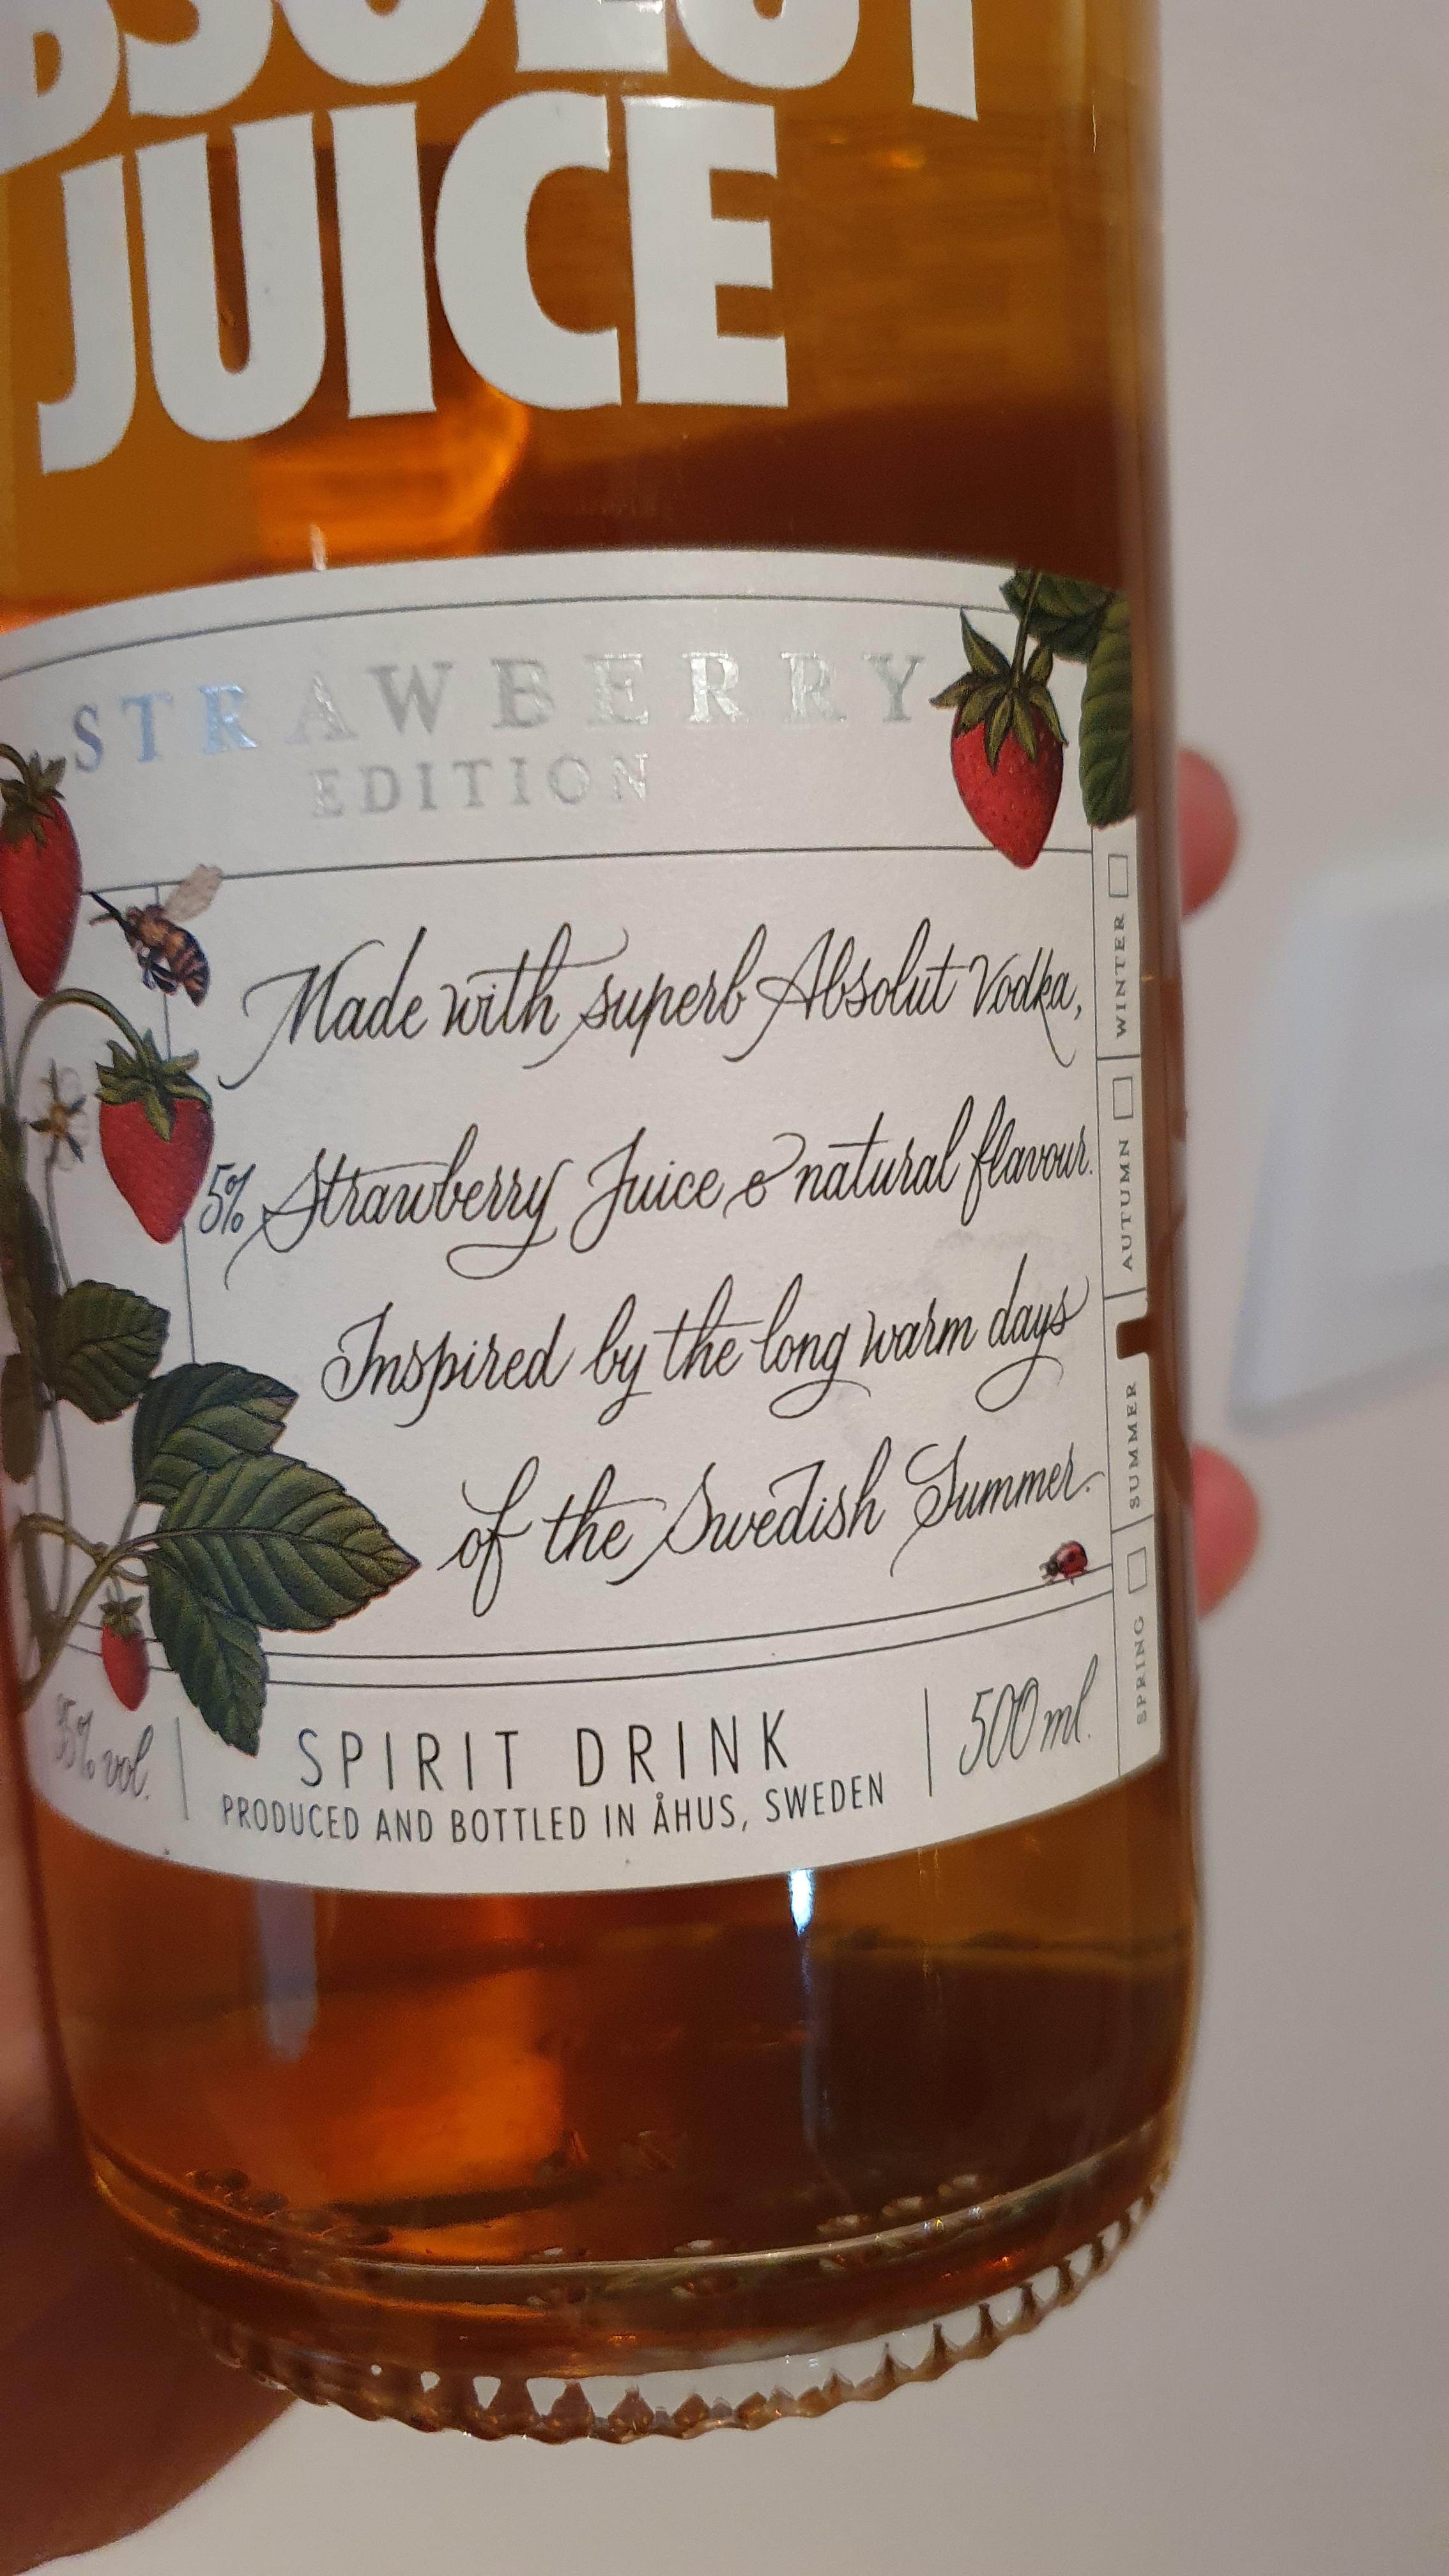 ABSOLUT
JUICE
STRAWBERRY
EDITION
Made with superb Absolut Vodka,
5% Strawberry Juice & natural flavour.
Inspired by the long warm days
of the Swedish Summer.
35% vol.
SPIRIT DRINK
500 ml.
PRODUCED AND BOTTLED IN ÅHUS, SWEDEN
WINTER
AUTUMN
SUMMER
SPRING